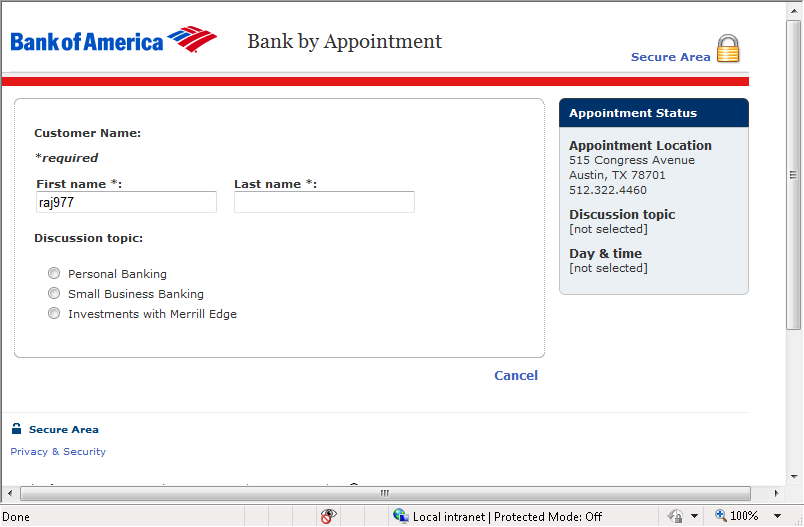 Bank of America Bank by Appointment
Secure Area
Customer Name:
*required
First name *: Last name *:
raj977
Discussion topic:
Personal Banking
Small Business Banking
Investments with Merrill Edge
Cancel
Appointment Status
Appointment Location
515 Congress Avenue
Austin, TX 78701
512.322.4460
Discussion topic
[not selected]
Day & time
[not selected]
Secure Area
Privacy & Security
Done Local intranet | Protected Mode: Off 100%